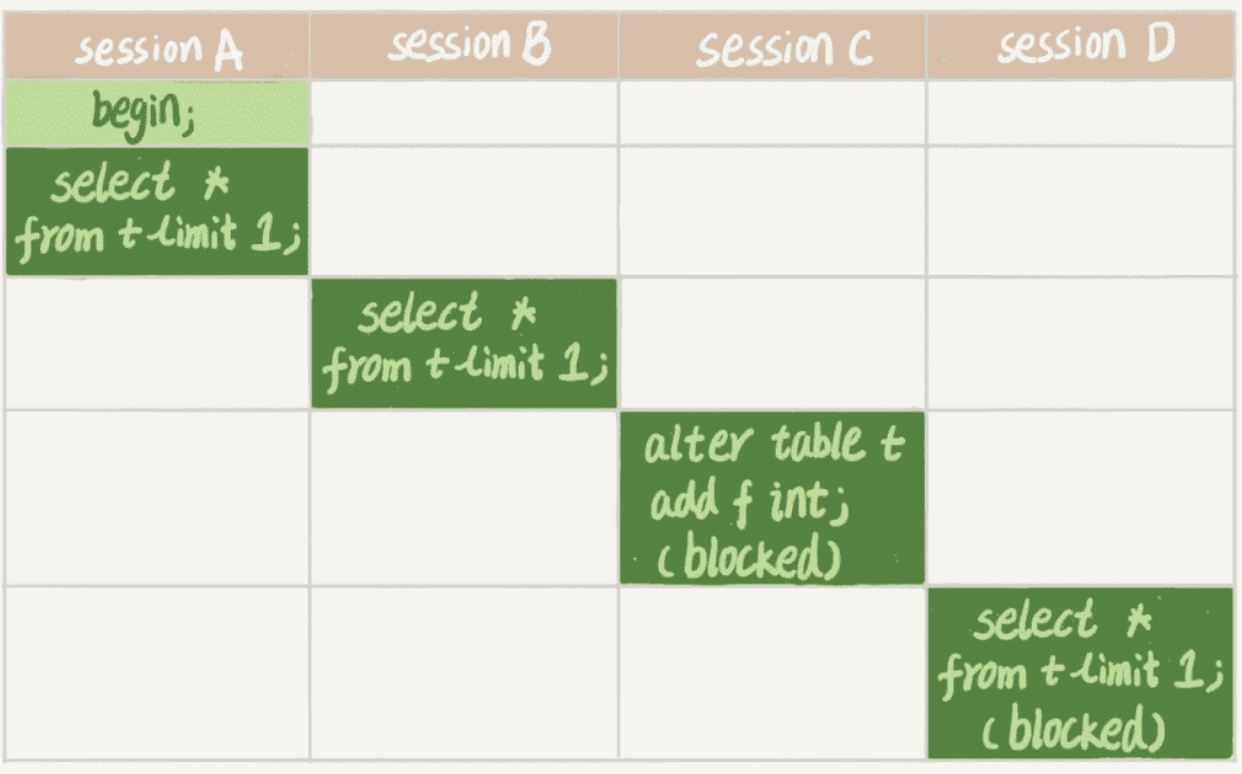 session A
session B
session C
session D
begin;
select *
from t limit 1;
select *
from t limit 1;
alter table t
add f int;
(blocked)
select *
from t limit 1;
(blocked)